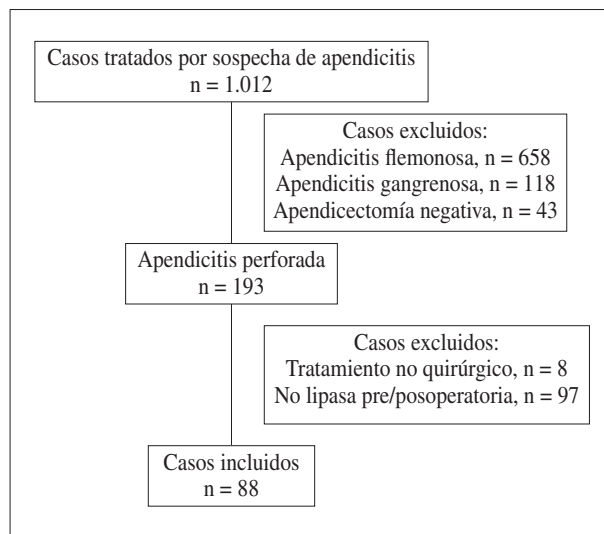 Casos tratados por sospecha de apendicitis
n = 1.012
Casos excluidos:
Apendicitis flemonosa, n = 658
Apendicitis gangrenosa, n = 118
Apendicectomía negativa, n = 43
Apendicitis perforada
n = 193
Casos excluidos:
Tratamiento no quirúrgico, n = 8
No lipasa pre/posoperatoria, n = 97
Casos incluidos
n = 88